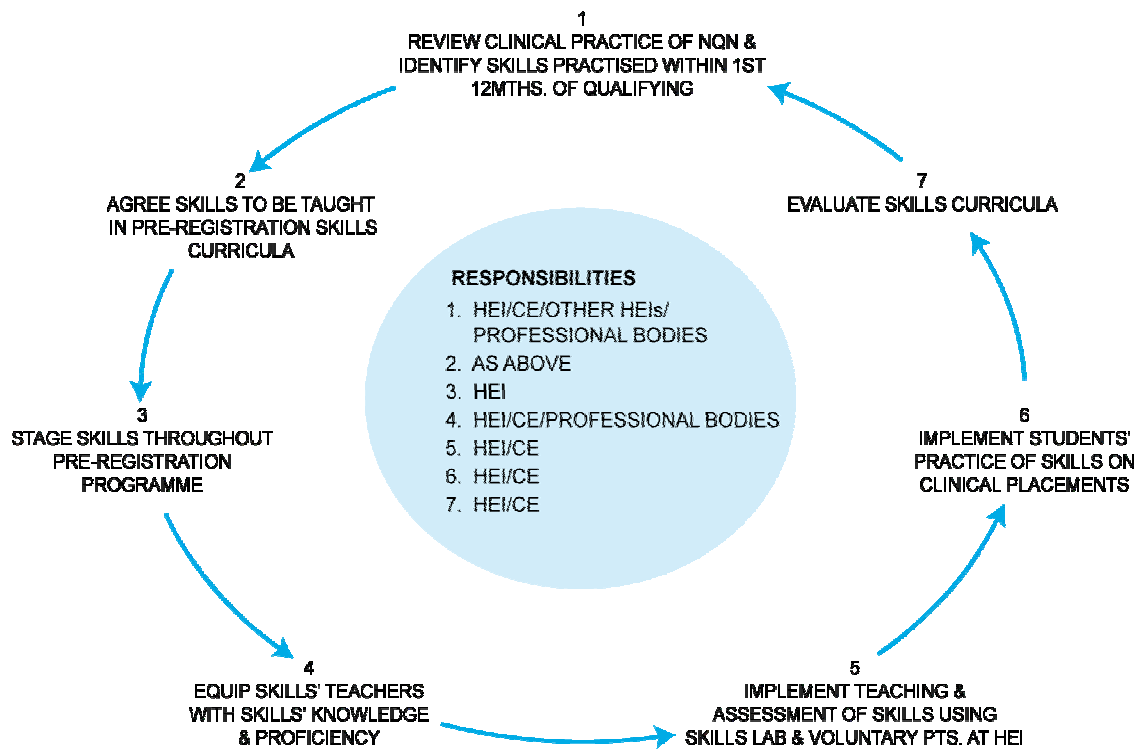 1
REVIEW CLINICAL PRACTICE OF NQN &
IDENTIFY SKILLS PRACTISED WITHIN 1ST
12MTHS. OF QUALIFYING
2
AGREE SKILLS TO BE TAUGHT
IN PRE-REGISTRATION SKILLS
CURRICULA
3
STAGE SKILLS THROUGHOUT
PRE-REGISTRATION
PROGRAMME
4
EQUIP SKILLS' TEACHERS
WITH SKILLS' KNOWLEDGE
& PROFICIENCY
5
IMPLEMENT TEACHING &
ASSESSMENT OF SKILLS USING
SKILLS LAB & VOLUNTARY PTS. AT HEI
6
IMPLEMENT STUDENTS'
PRACTICE OF SKILLS ON
CLINICAL PLACEMENTS
7
EVALUATE SKILLS CURRICULA
RESPONSIBILITIES
1. HEI/CE/OTHER HEIs/
PROFESSIONAL BODIES
2. AS ABOVE
3. HEI
4. HEI/CE/PROFESSIONAL BODIES
5. HEI/CE
6. HEI/CE
7. HEI/CE